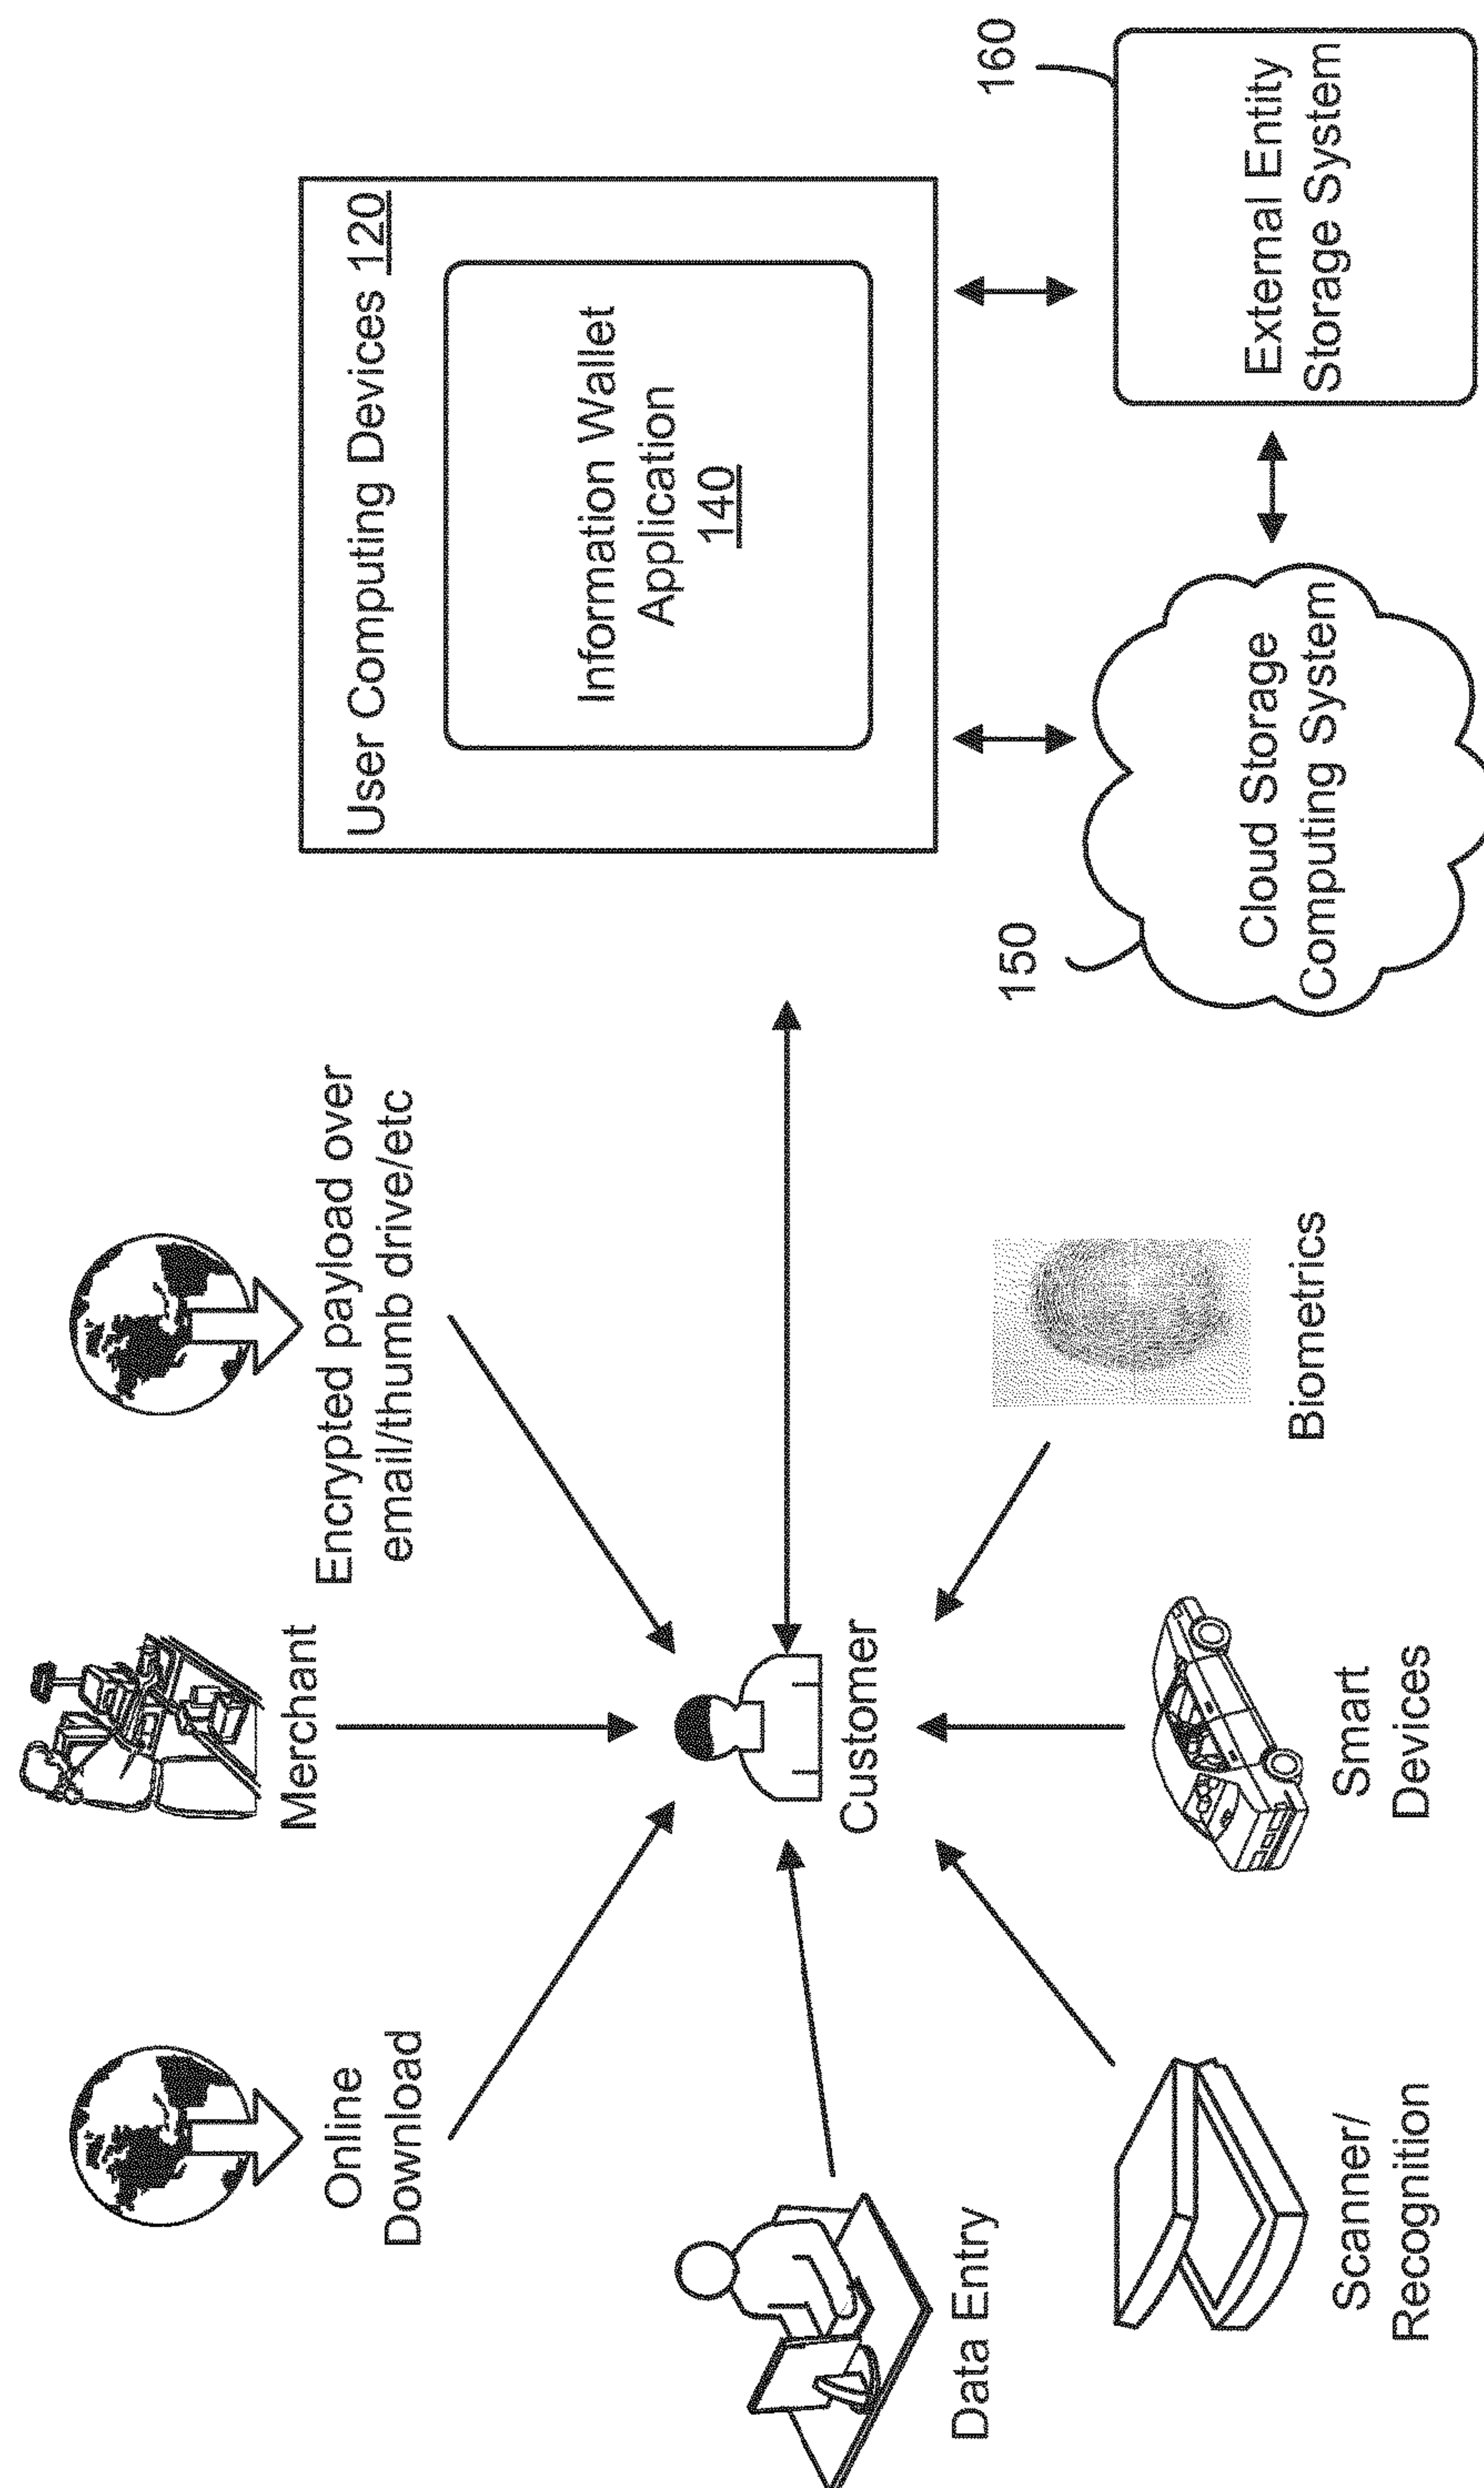 Online
Download
Merchant
Encrypted payload over
email/thumb drive/etc
User Computing Devices 120
Information Wallet
Application
140
Data Entry
Customer
Scanner/
Recognition
Smart
Devices
Biometrics
150
Cloud Storage
Computing System
160
External Entity
Storage System